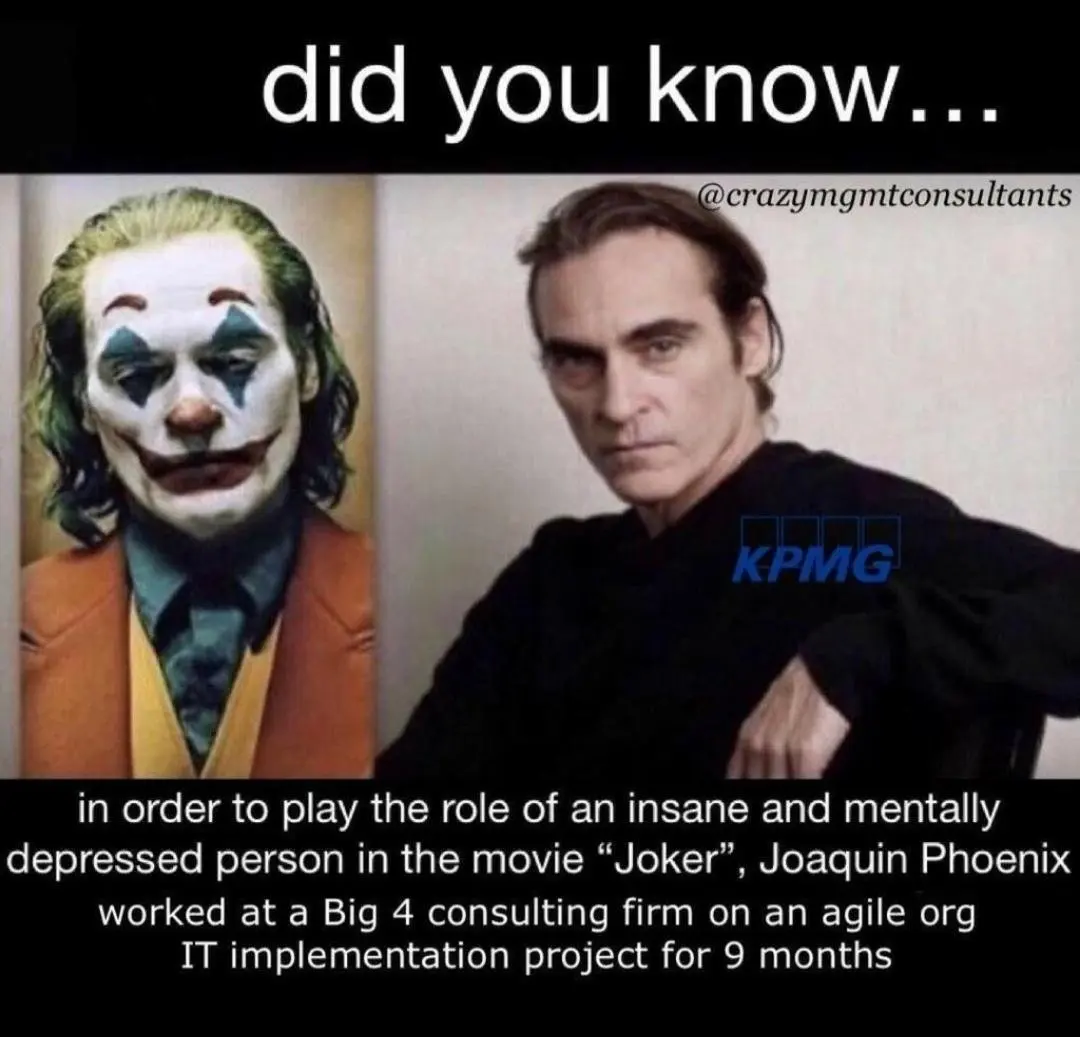 did you know...
@crazymgmtconsultants
KPMG
in order to play the role of an insane and mentally
depressed person in the movie “Joker”, Joaquin Phoenix
worked at a Big 4 consulting firm on an agile org
IT implementation project for 9 months